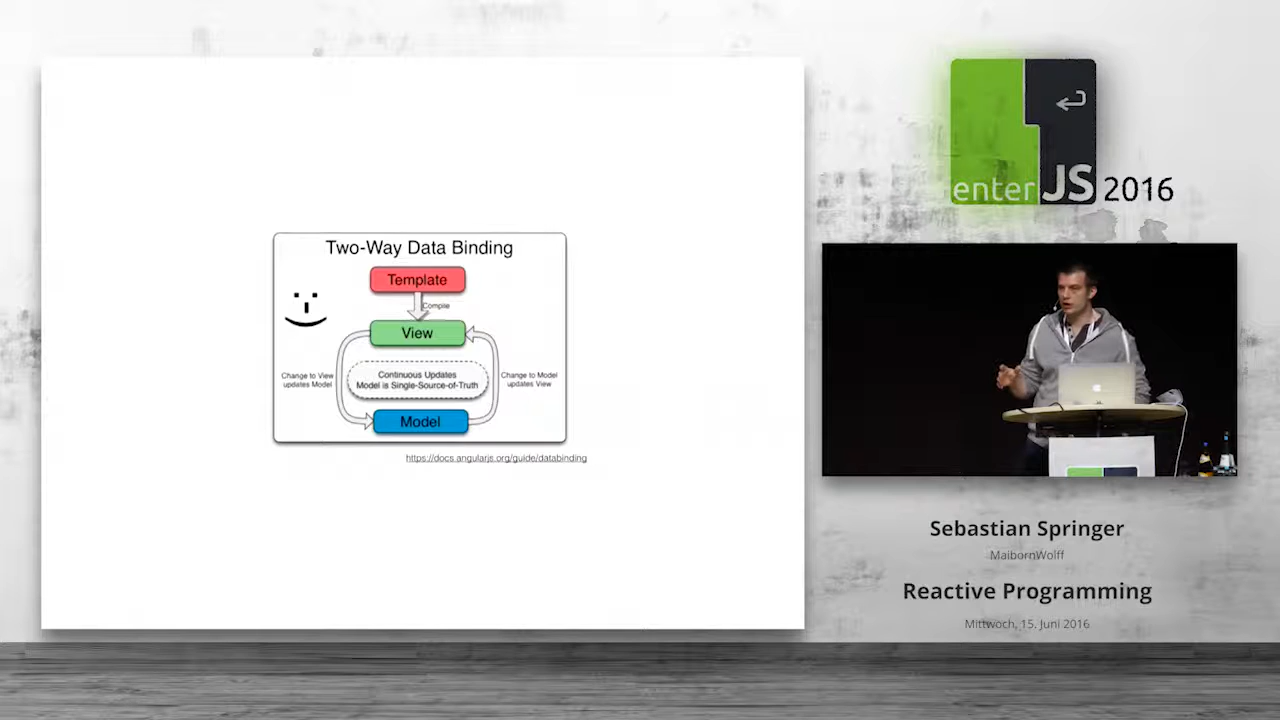 Two-Way Data Binding
Template
Compile
View
Change to View
updates Model
Continuous Updates
Model is Single-Source-of-Truth
Change to Model
updates View
Model
https://docs.angularjs.org/guide/databinding
enter JS 2016
Sebastian Springer
MaibornWolff
Reactive Programming
Mittwoch, 15. Juni 2016